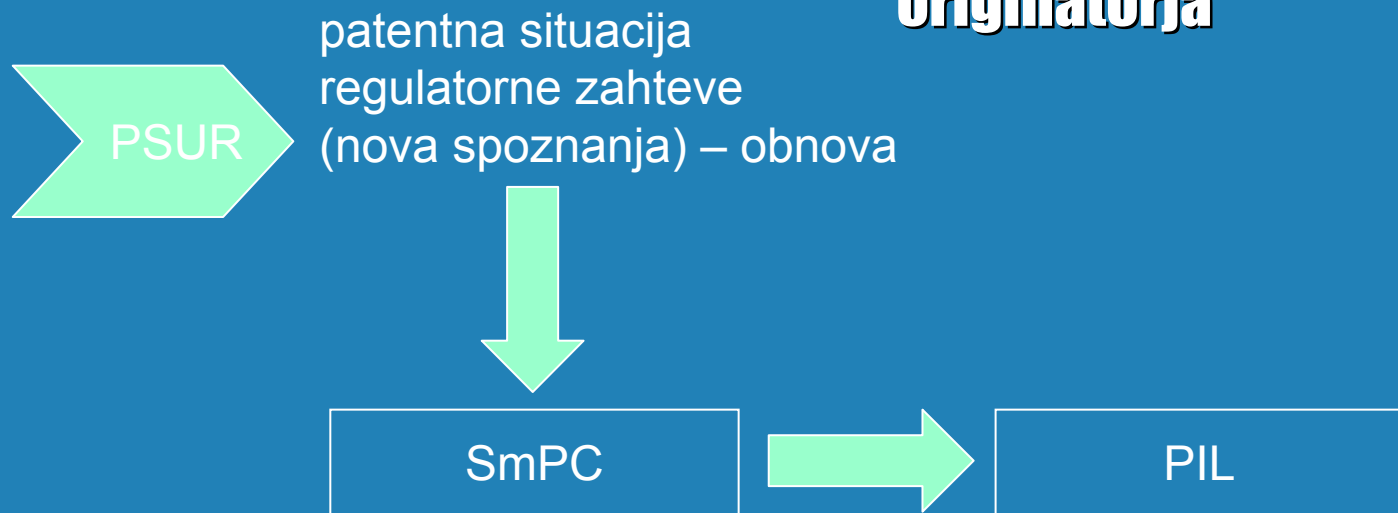 originatorja
patentna situacija
regulatorne zahteve
PSUR
(nova spoznanja) – obnova
SmPC
PIL